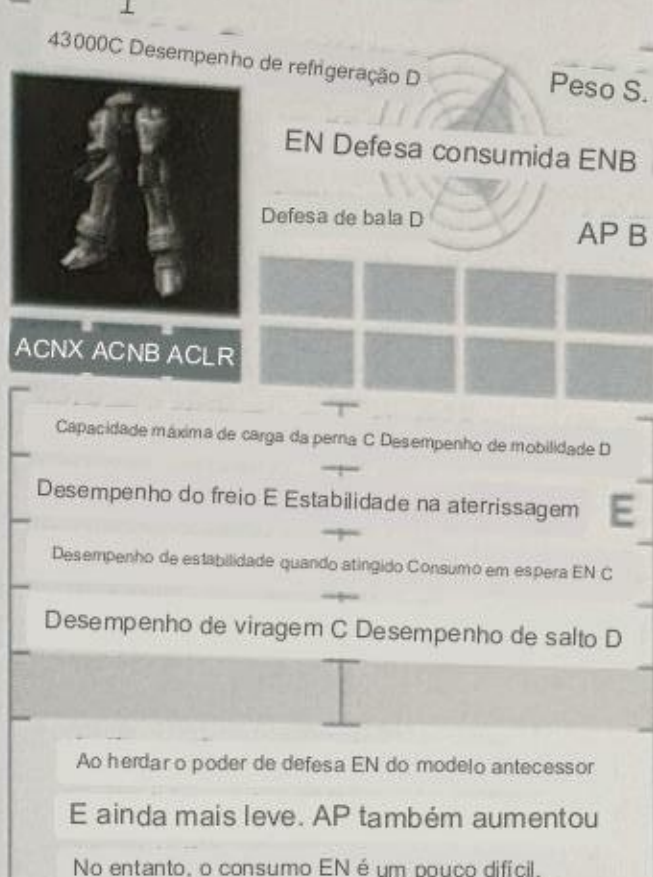 43000C Desempenho de refrigeração D
Peso S.
EN Defesa consumida ENB
Defesa de bala D
AP B
ACNX ACNB ACLR
Capacidade máxima de carga da perna C Desempenho de mobilidade D
Desempenho do freio E Estabilidade na aterrissagem E
Desempenho de estabilidade quando atingido Consumo em espera EN C
Desempenho de viragem C Desempenho de salto D
Ao herdar o poder de defesa EN do modelo antecessor
E ainda mais leve. AP também aumentou
No entanto, o consumo EN é um pouco difícil.